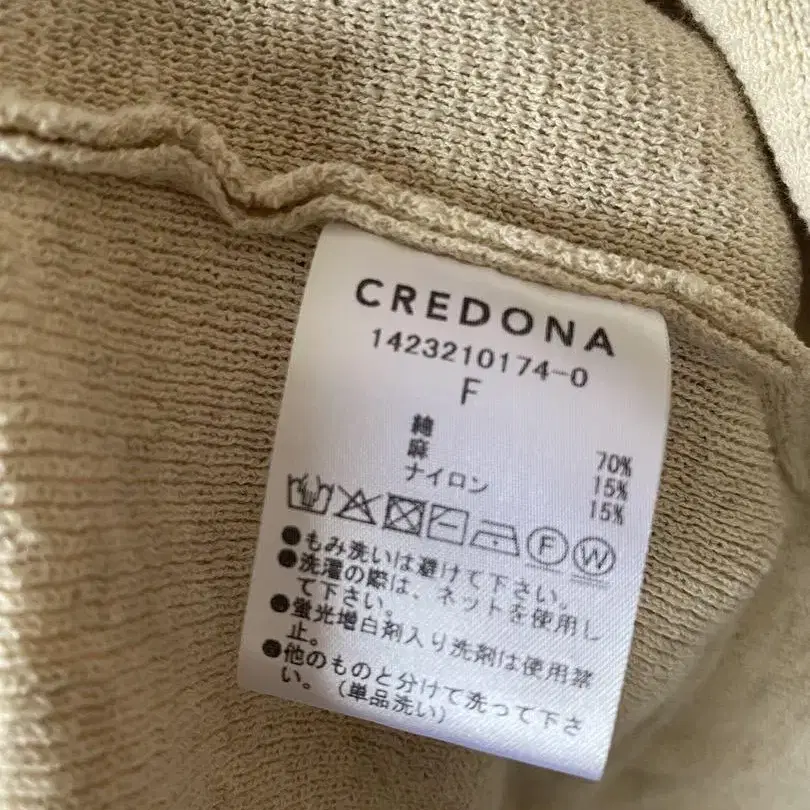 CREDONA
1423210174-0
F
綿 70%
麻 15%
ナイロン 15%
F W
●もみ洗いは避けて下さい。
●洗濯の際は、ネットを使用し
て下さい。
●蛍光増白剤入り洗剤は使用禁
止。
●他のものと分けて洗って下さ
い。(単品洗い)